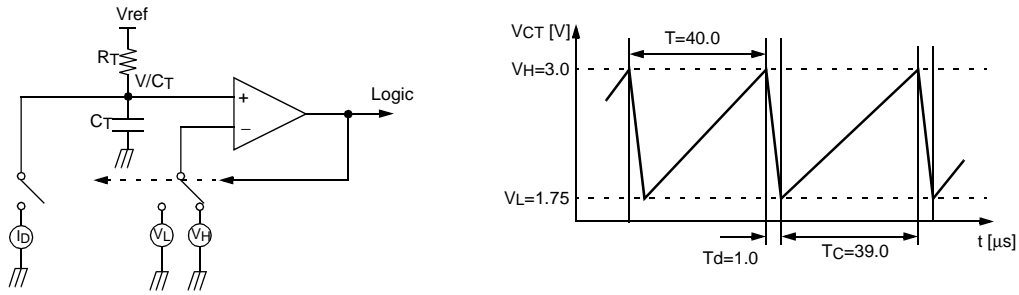 Vref
RT
V/CT
CT
+
−
Logic
ID
VL
VH
VCT [V]
T=40.0
VH=3.0
VL=1.75
t [μs]
Td=1.0
TC=39.0